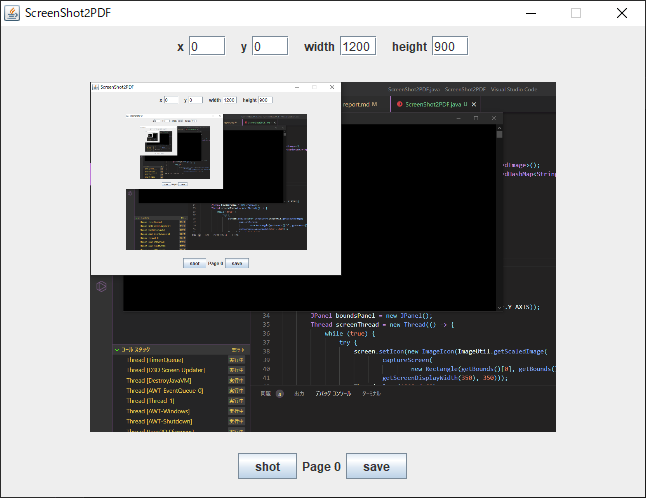 ScreenShot2PDF
x 0 y 0 width 1200 height 900
ScreenShot2PDF.java - ScreenShot2PDF - Visual Studio Code
ScreenShot2PDF
report.md M
ScreenShot2PDF.java U
x 0 y 0 width 1200 height 900
dImage>();
edHashMap<String
.Y_AXIS));
34 JPanel boundsPanel = new JPanel();
35 Thread screenThread = new Thread(() -> {
36 while (true) {
37 try {
38 screen.setIcon(new ImageIcon(ImageUtil.getScaledImage(
39 captureScreen(
40 new Rectangle(getBounds()[0], getBounds()
41 getScreenDisplayWidth(350), 350)));
shot Page 0 save
コール スタック
Thread [TimerQueue] 実行中
Thread [D3D Screen Updater] 実行中
Thread [DestroyJavaVM] 実行中
Thread [AWT-EventQueue-0] 実行中
Thread [Thread-1] 実行中
Thread [AWT-Windows] 実行中
Thread [AWT-Shutdown] 実行中
問題 出力 デバッグ コンソール ターミナル
shot Page 0 save